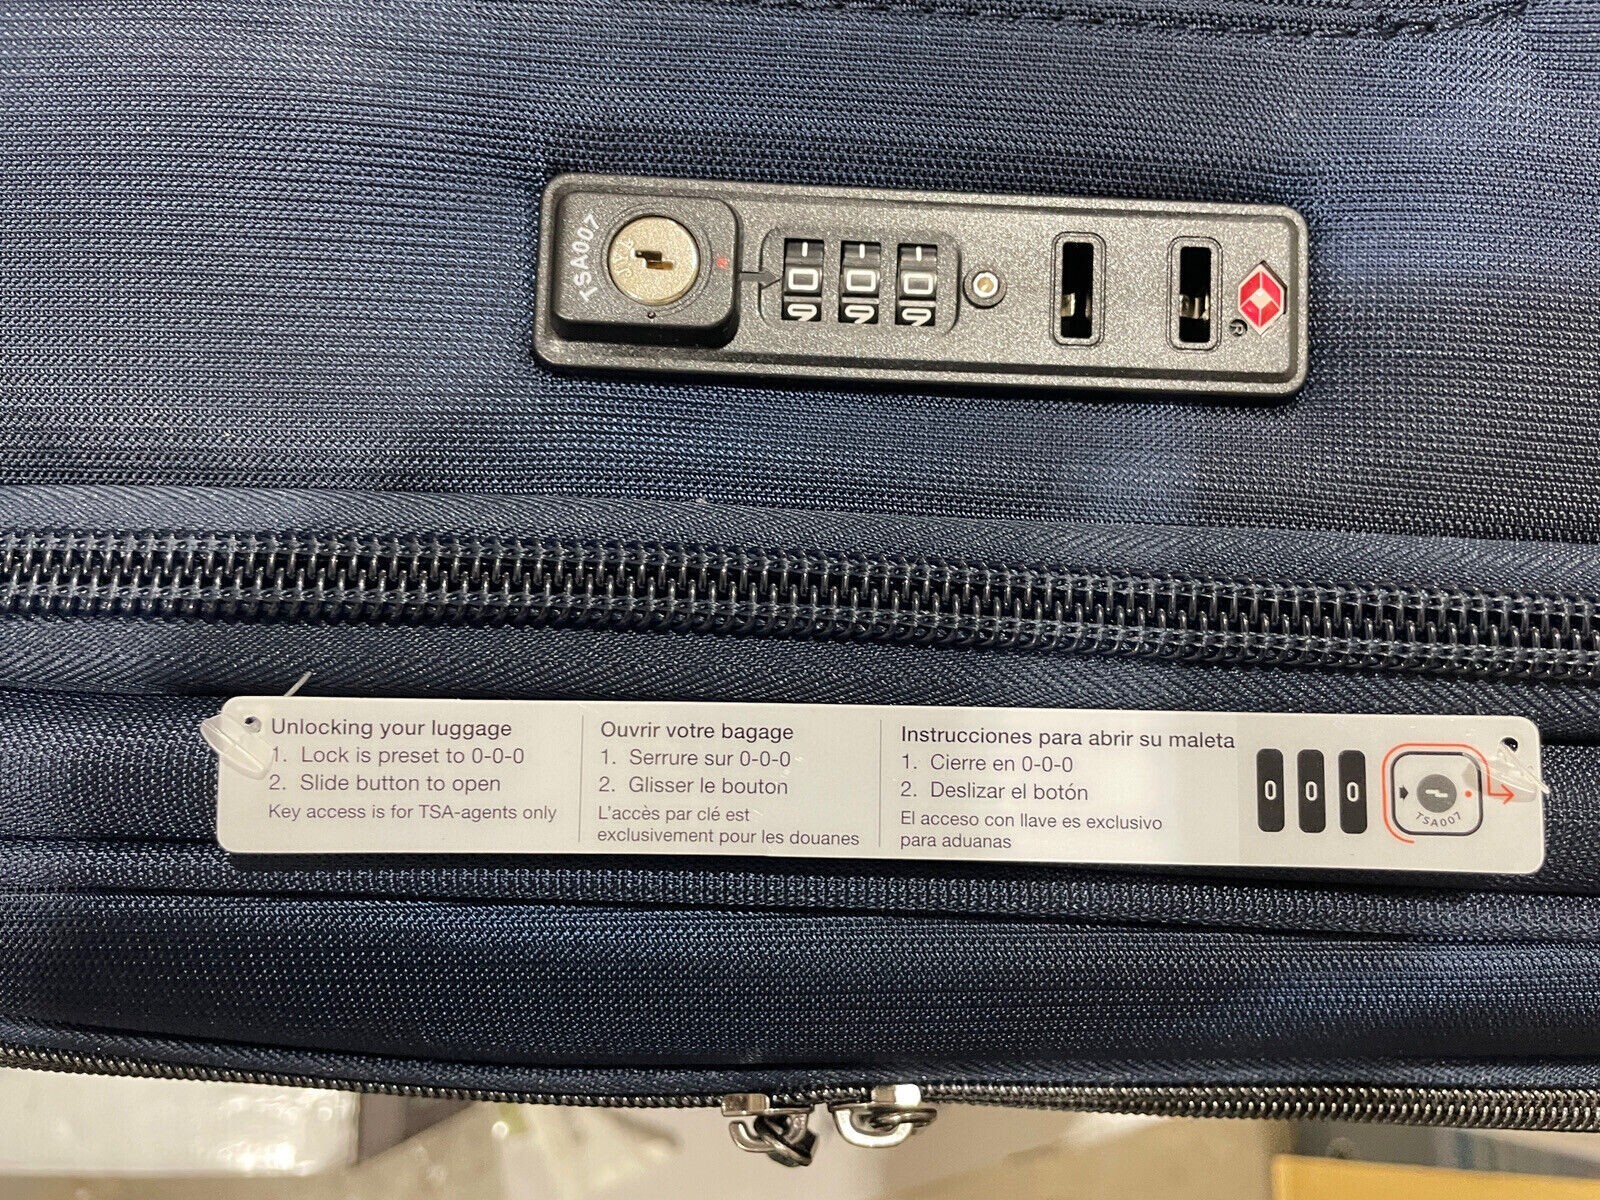 TSA007
0 0 0
®
Unlocking your luggage
1. Lock is preset to 0-0-0
2. Slide button to open
Key access is for TSA-agents only
Ouvrir votre bagage
1. Serrure sur 0-0-0
2. Glisser le bouton
L'accès par clé est
exclusivement pour les douanes
Instrucciones para abrir su maleta
1. Cierre en 0-0-0
2. Deslizar el botón
El acceso con llave es exclusivo
para aduanas
0 0 0
TSA007